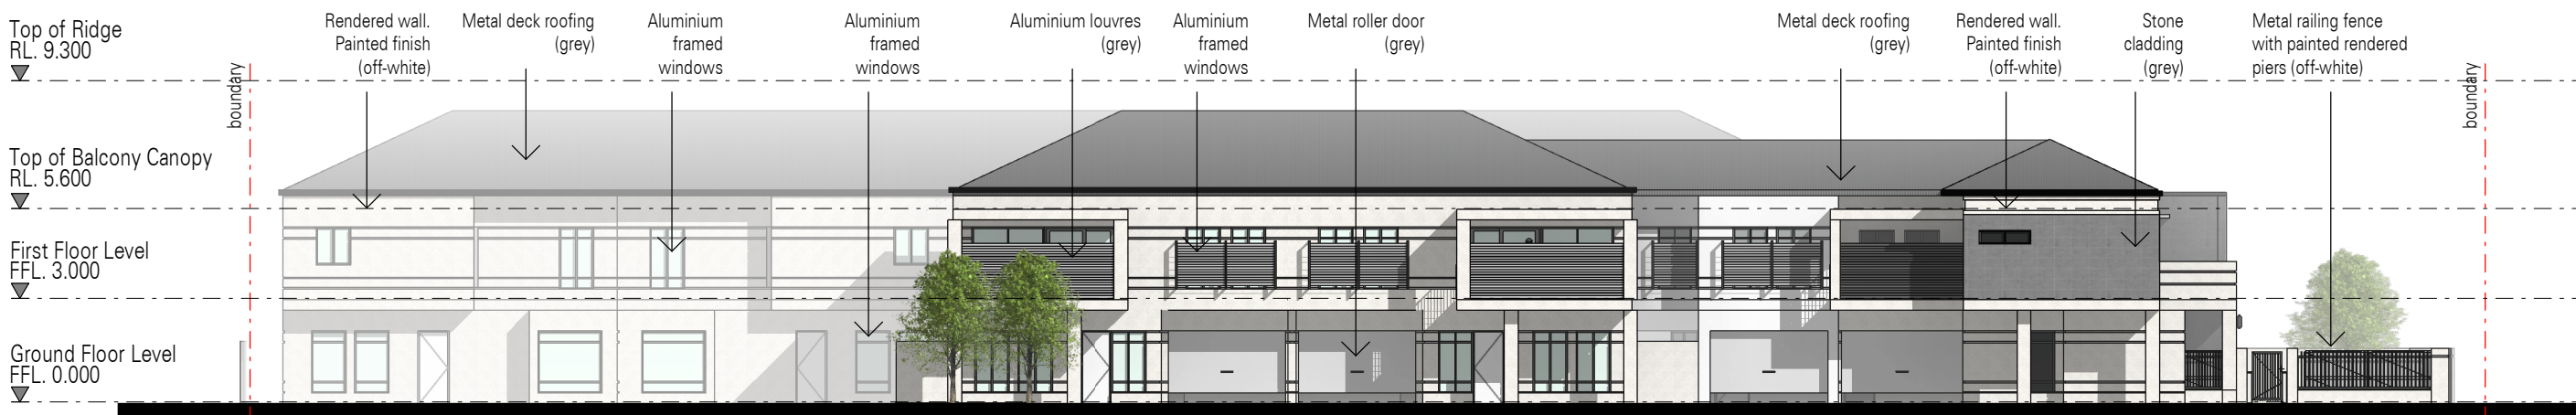 Top of Ridge
RL. 9.300
Top of Balcony Canopy
RL. 5.600
First Floor Level
FFL. 3.000
Ground Floor Level
FFL. 0.000
boundary
Rendered wall.
Painted finish
(off-white)
Metal deck roofing
(grey)
Aluminium
framed
windows
Aluminium
framed
windows
Aluminium louvres
(grey)
Aluminium
framed
windows
Metal roller door
(grey)
Metal deck roofing
(grey)
Rendered wall.
Painted finish
(off-white)
Stone
cladding
(grey)
Metal railing fence
with painted rendered
piers (off-white)
boundary